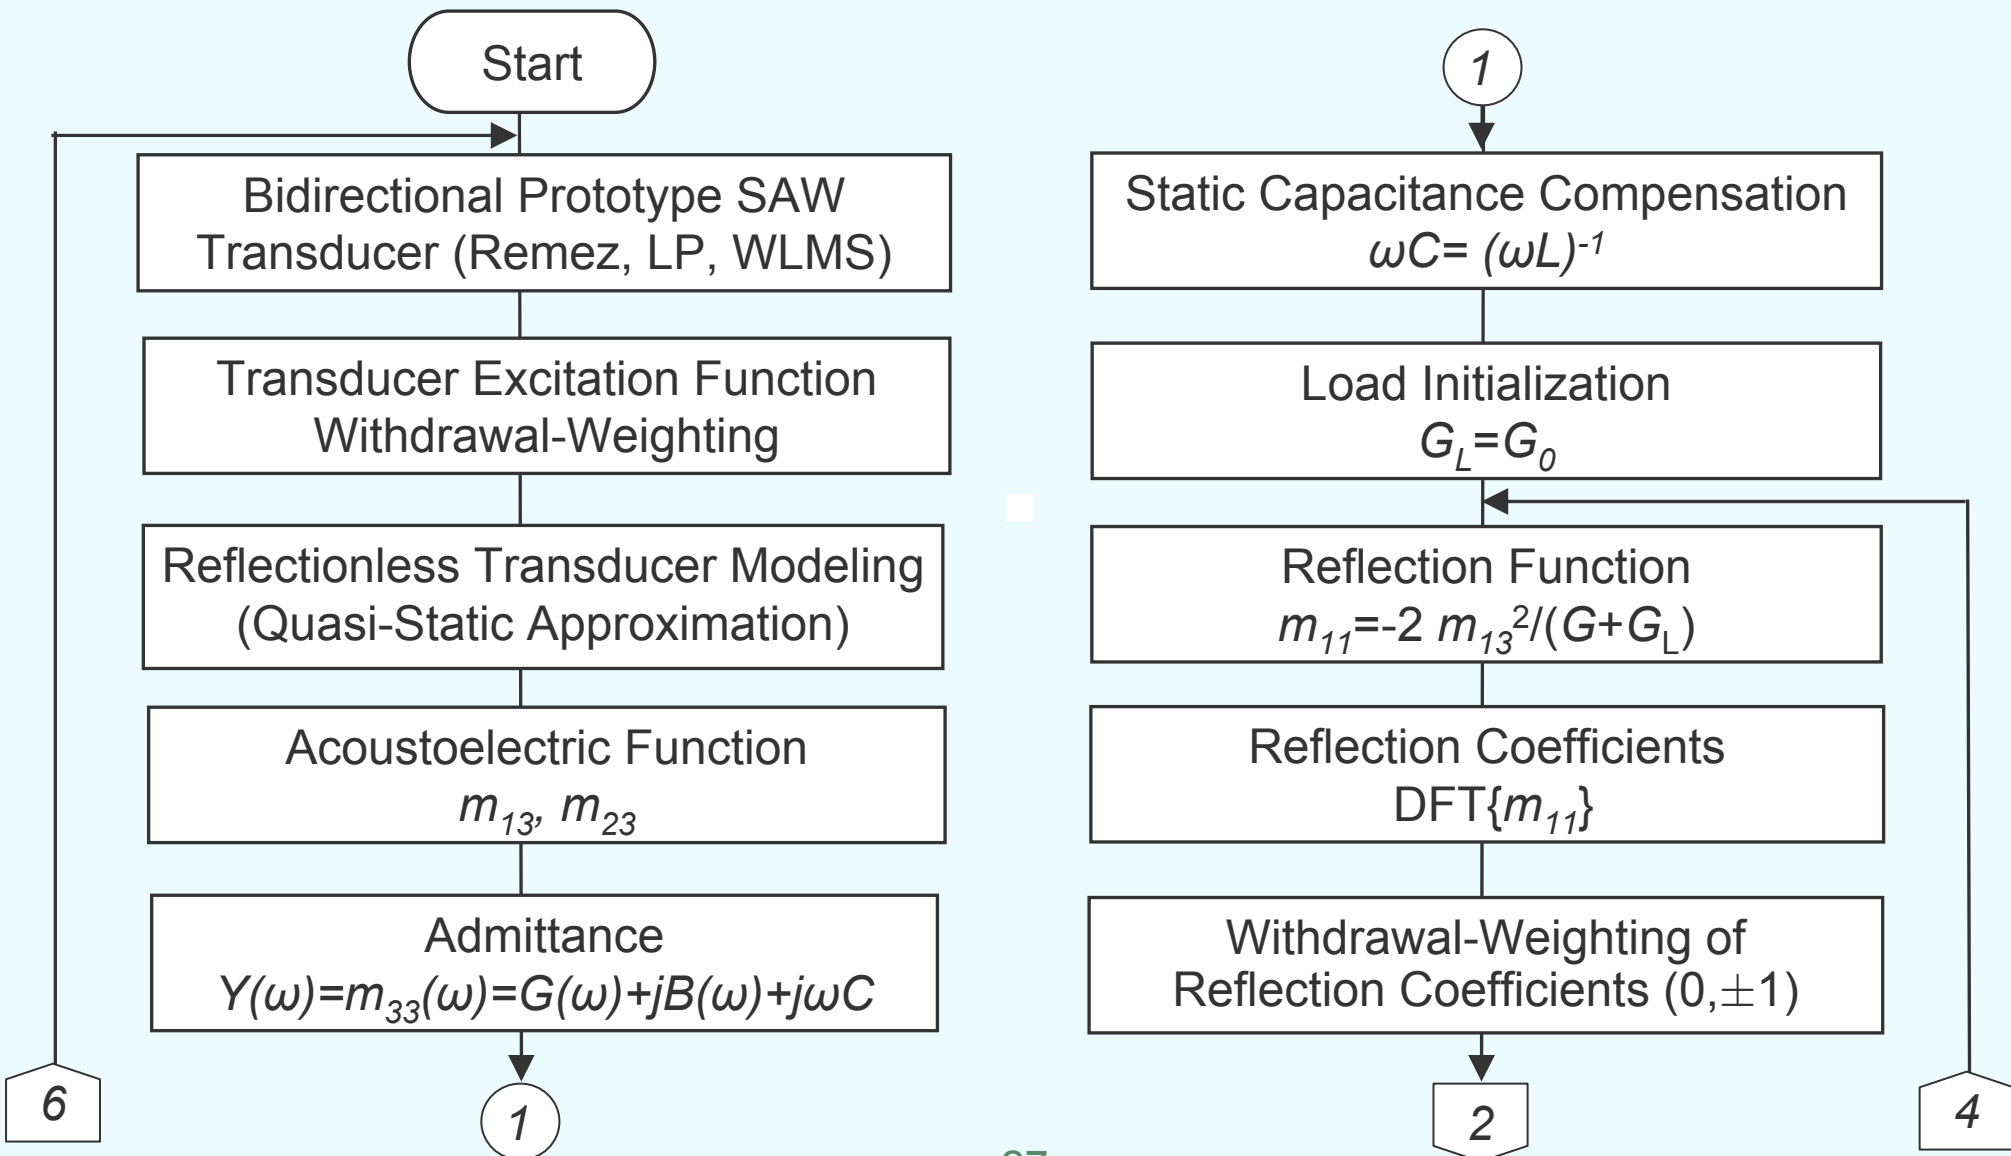 Start
Bidirectional Prototype SAW
Transducer (Remez, LP, WLMS)
Transducer Excitation Function
Withdrawal-Weighting
Reflectionless Transducer Modeling
(Quasi-Static Approximation)
Acoustoelectric Function
m₁₃, m₂₃
Admittance
Y(ω)=m₃₃(ω)=G(ω)+jB(ω)+jωC
6
1
1
Static Capacitance Compensation
ωC= (ωL)⁻¹
Load Initialization
G_L=G₀
Reflection Function
m₁₁=-2 m₁₃²/(G+G_L)
Reflection Coefficients
DFT{m₁₁}
Withdrawal-Weighting of
Reflection Coefficients (0,±1)
2
4